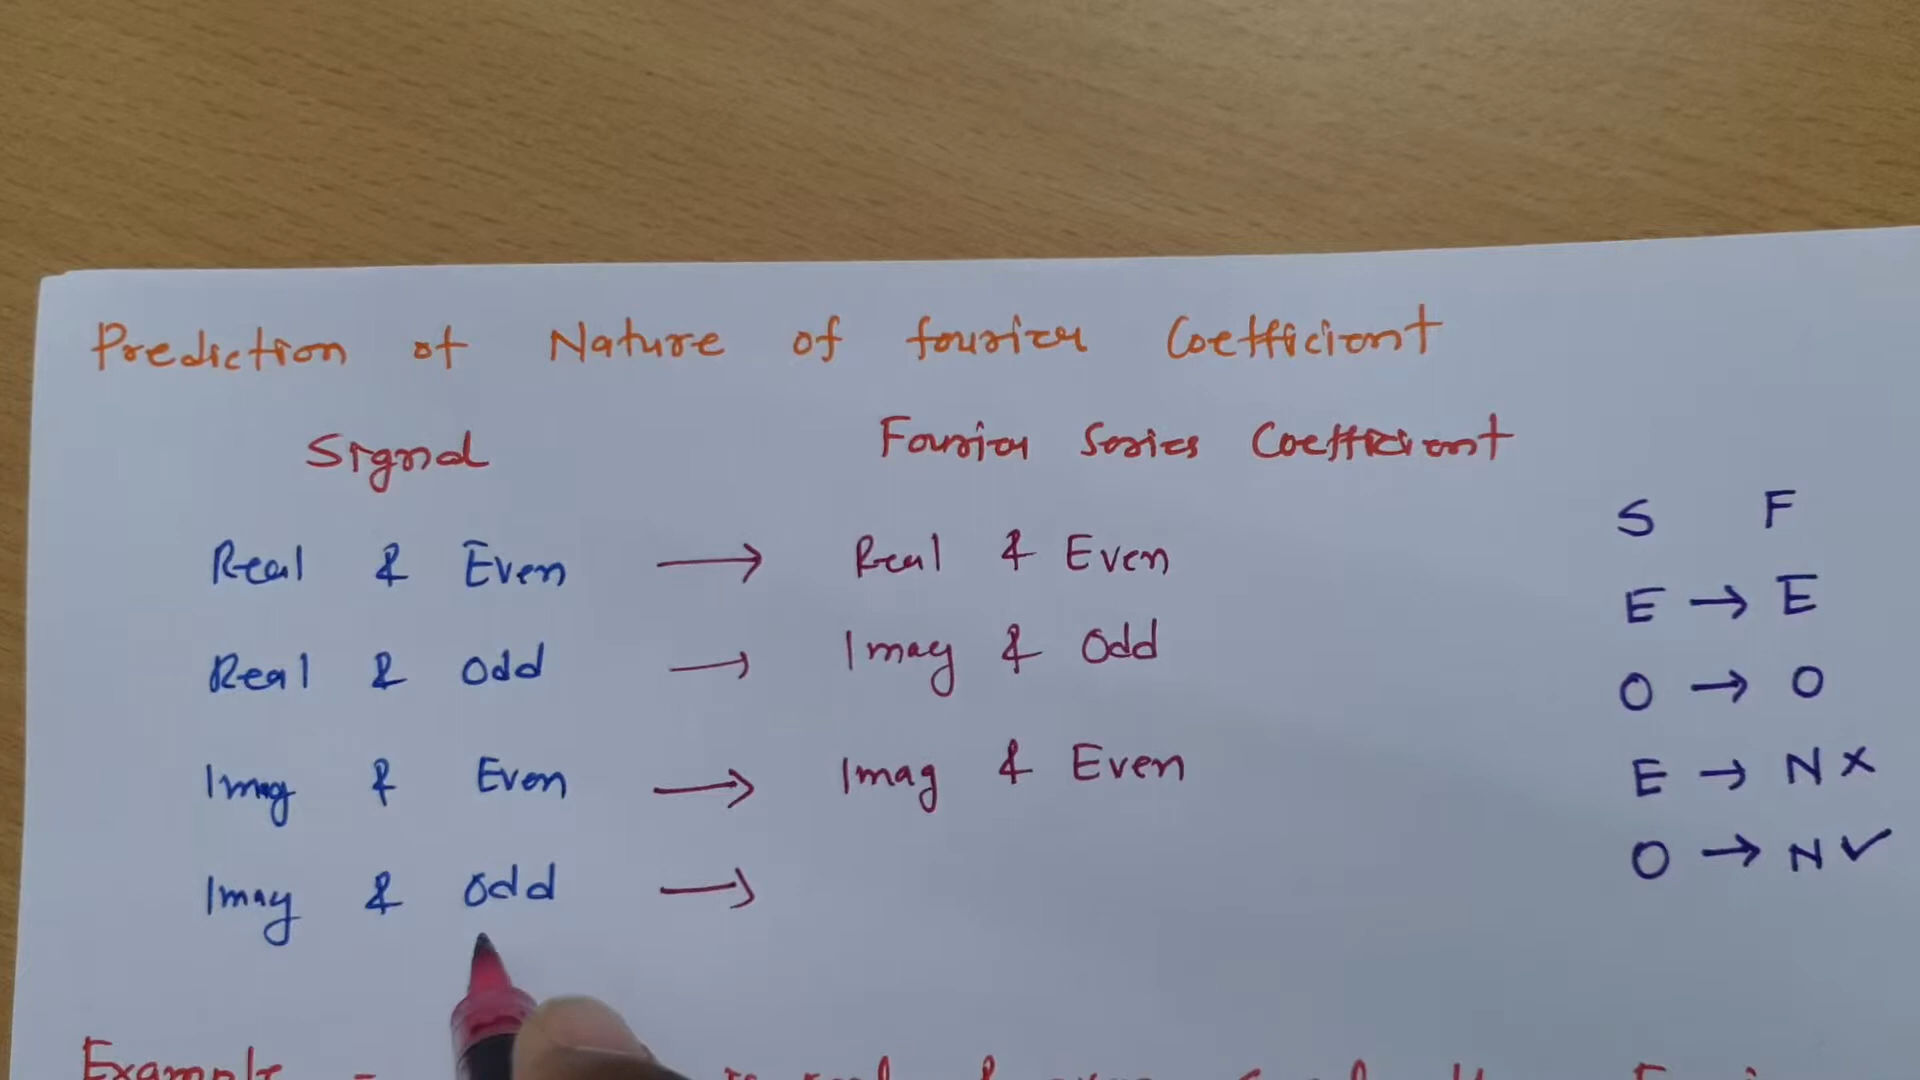 Prediction of Nature of fourier Coefficient
Signal Fourier Series Coefficient
Real & Even → Real & Even
Real & Odd → Imag & Odd
Imag & Even → Imag & Even
Imag & Odd →
S F
E → E
O → O
E → N ×
O → N ✓
Example -